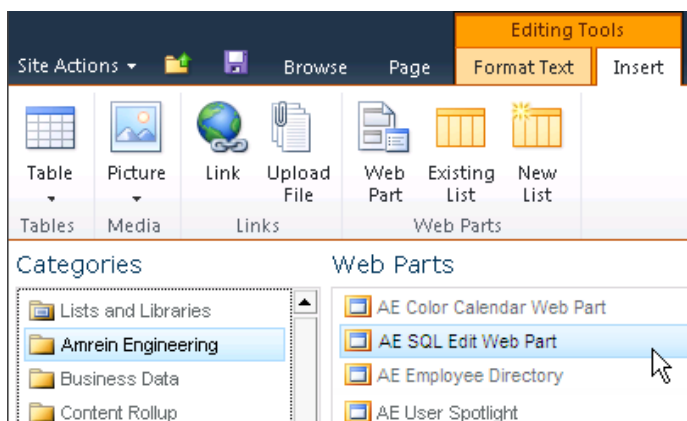 Editing Tools
Site Actions Browse Page Format Text Insert
Table Picture Link Upload File Web Part Existing List New List
Tables Media Links Web Parts
Categories Web Parts
Lists and Libraries AE Color Calendar Web Part
Amrein Engineering AE SQL Edit Web Part
Business Data AE Employee Directory
Content Rollup AE User Spotlight